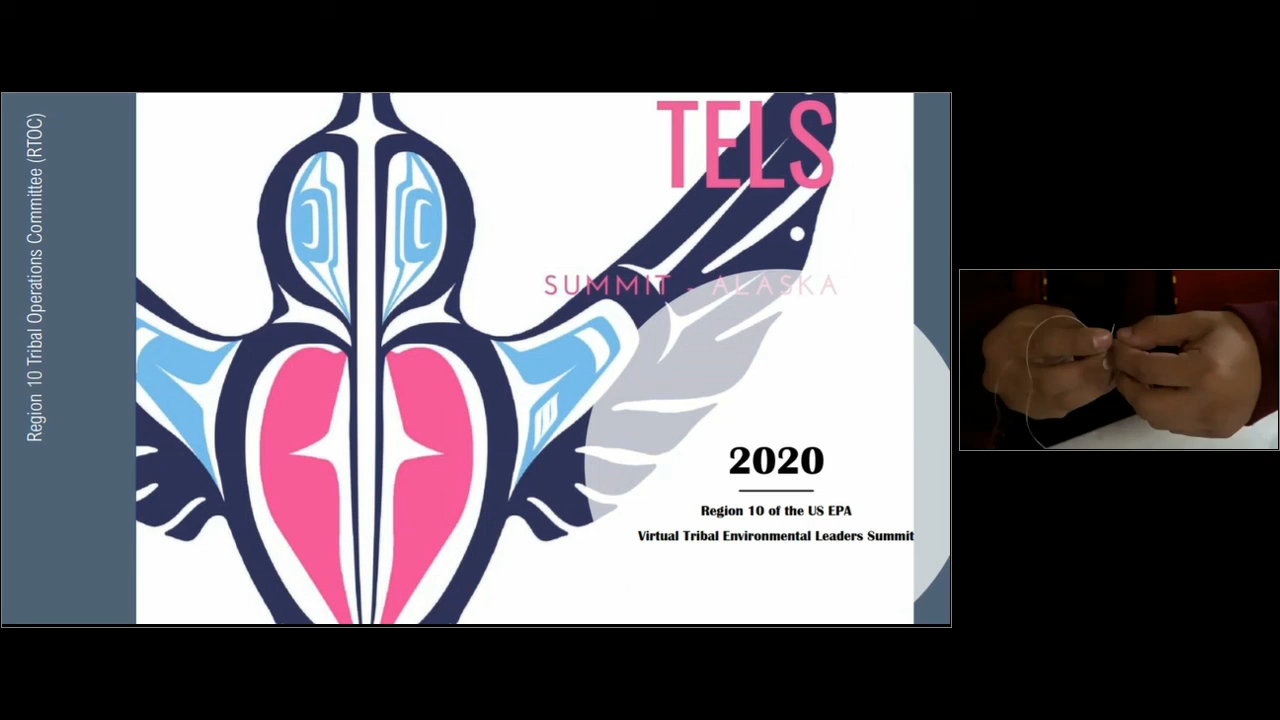 Region 10 Tribal Operations Committee (RTOC)
TELS
SUMMIT - ALASKA
2020
Region 10 of the US EPA
Virtual Tribal Environmental Leaders Summit